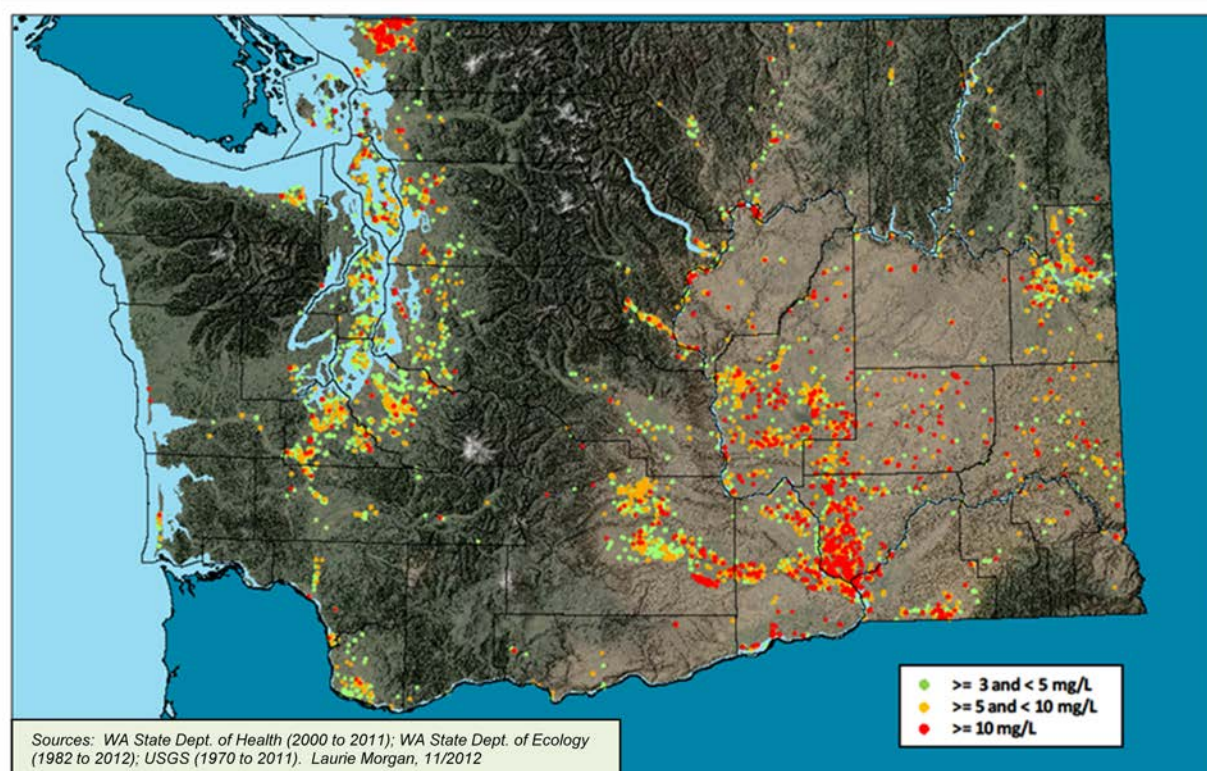 >= 3 and < 5 mg/L
>= 5 and < 10 mg/L
>= 10 mg/L
Sources: WA State Dept. of Health (2000 to 2011); WA State Dept. of Ecology
(1982 to 2012); USGS (1970 to 2011). Laurie Morgan, 11/2012